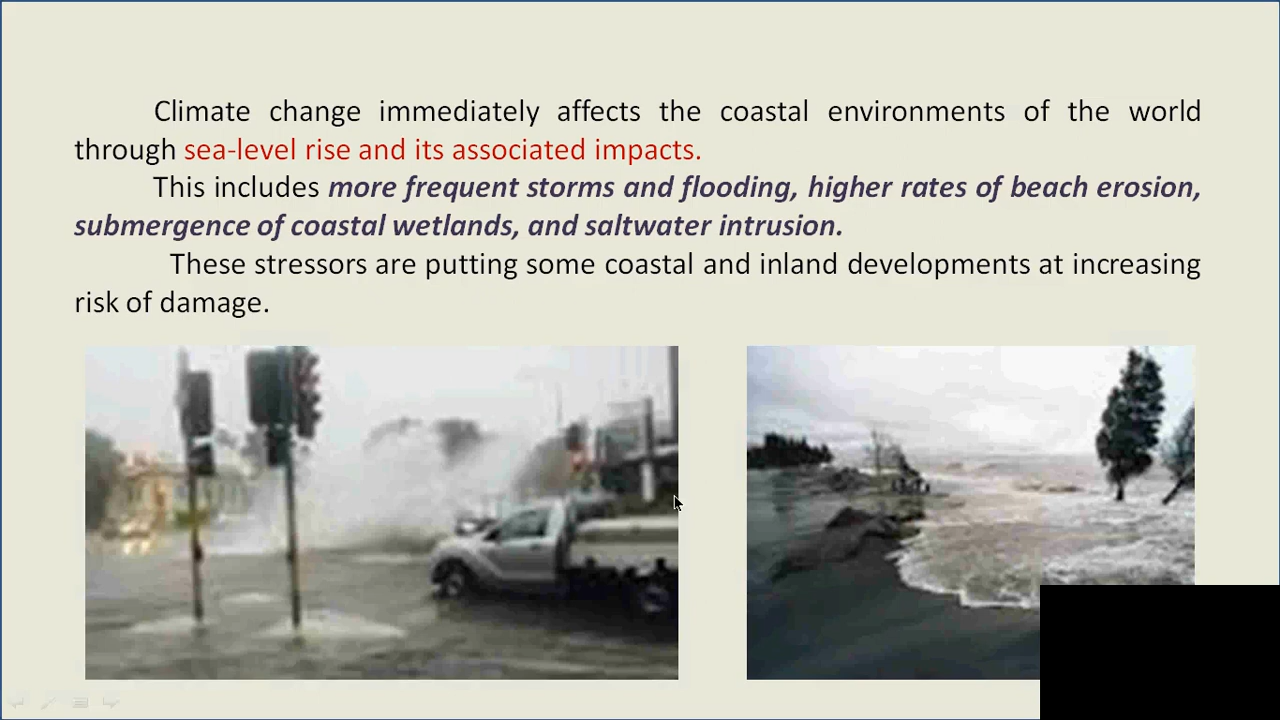 Climate change immediately affects the coastal environments of the world
through sea-level rise and its associated impacts.
This includes more frequent storms and flooding, higher rates of beach erosion,
submergence of coastal wetlands, and saltwater intrusion.
These stressors are putting some coastal and inland developments at increasing
risk of damage.